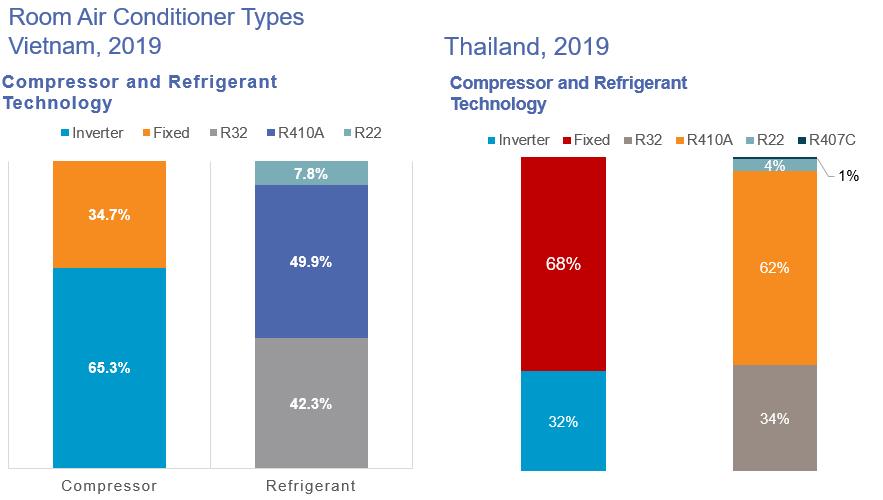 Room Air Conditioner Types
Vietnam, 2019
Compressor and Refrigerant
Technology
Inverter Fixed R32 R410A R22
34.7%
65.3%
7.8%
49.9%
42.3%
Compressor Refrigerant
Thailand, 2019
Compressor and Refrigerant
Technology
Inverter Fixed R32 R410A R22 R407C
68%
32%
4%
1%
62%
34%